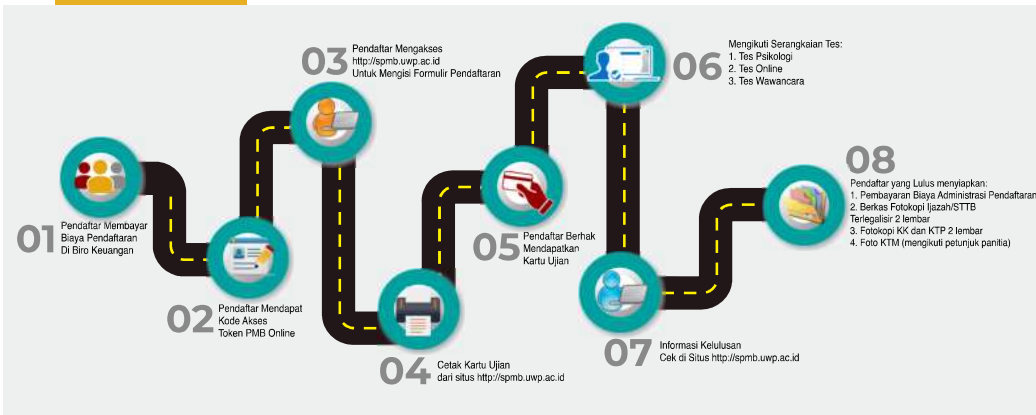 01
Pendaftar Membayar
Biaya Pendaftaran
Di Biro Keuangan
02
Pendaftar Mendapat
Kode Akses
Token PMB Online
03
Pendaftar Mengakses
http://spmb.uwp.ac.id
Untuk Mengisi Formulir Pendaftaran
04
Cetak Kartu Ujian
dari situs http://spmb.uwp.ac.id
05
Pendaftar Berhak
Mendapatkan
Kartu Ujian
06
Mengikuti Serangkaian Tes:
1. Tes Psikologi
2. Tes Online
3. Tes Wawancara
07
Informasi Kelulusan
Cek di Situs http://spmb.uwp.ac.id
08
Pendaftar yang Lulus menyiapkan:
1. Pembayaran Biaya Administrasi Pendaftaran
2. Berkas Fotokopi Ijazah/STTB
Terlegalisir 2 lembar
3. Fotokopi KK dan KTP 2 lembar
4. Foto KTM (mengikuti petunjuk panitia)